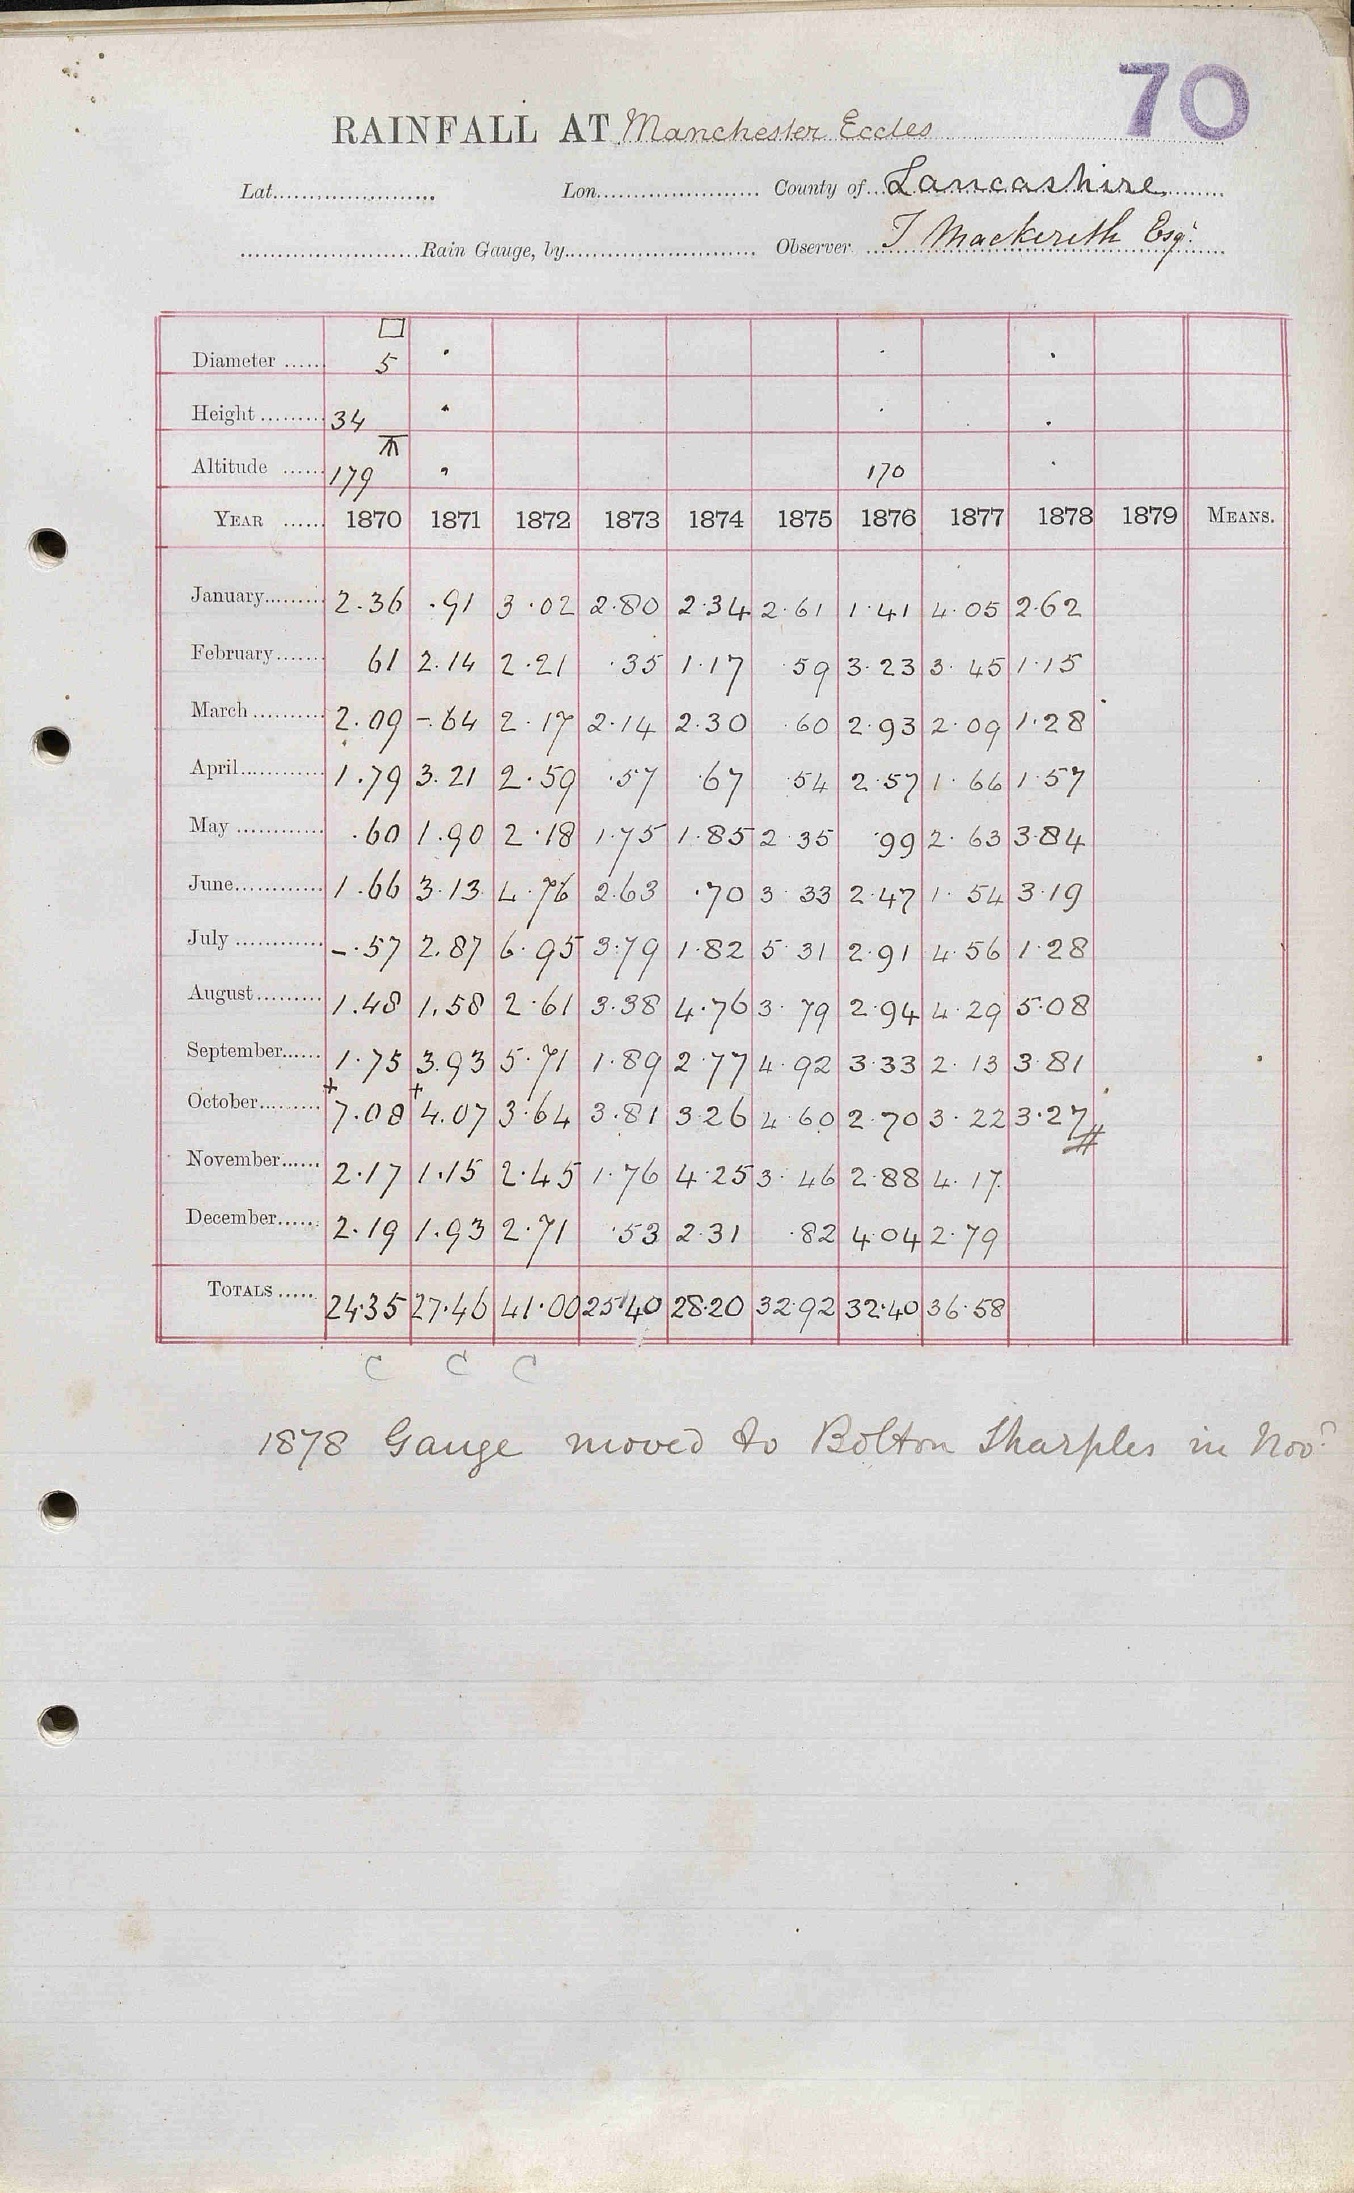 70
RAINFALL AT Manchester Eccles
Lat. Lon. County of Lancashire
Rain Gauge, by Observer T Mackereth Esqr
Diameter 5
Height 34
Altitude 179 170
YEAR 1870 1871 1872 1873 1874 1875 1876 1877 1878 1879 MEANS.
January 2.36 .91 3.02 2.80 2.34 2.61 1.41 4.05 2.62
February 61 2.14 2.21 .35 1.17 .59 3.23 3.45 1.15
March 2.09 -.64 2.17 2.14 2.30 .60 2.93 2.09 1.28
April 1.79 3.21 2.59 .57 .67 .54 2.57 1.66 1.57
May .60 1.90 2.18 1.75 1.85 2.35 .99 2.63 3.84
June 1.66 3.13 4.76 2.63 .70 3.33 2.47 1.54 3.19
July -.57 2.87 6.95 3.79 1.82 5.31 2.91 4.56 1.28
August 1.48 1.58 2.61 3.38 4.76 3.79 2.94 4.29 5.08
September 1.75 3.93 5.71 1.89 2.77 4.92 3.33 2.13 3.81
October +7.08 +4.07 3.64 3.81 3.26 4.60 2.70 3.22 3.27
November 2.17 1.15 2.45 1.76 4.25 3.46 2.88 4.17
December 2.19 1.93 2.71 .53 2.31 .82 4.04 2.79
TOTALS 24.35 27.46 41.00 25.40 28.20 32.92 32.40 36.58
C C C
1878 Gauge moved to Bolton Sharples in Novr